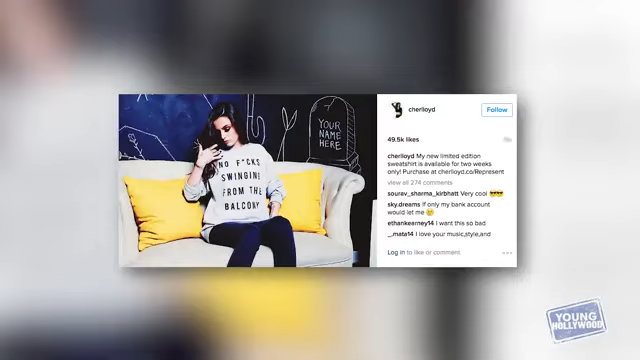 YOUR
NAME
HERE
NO F*CKS
SWINGING
FROM THE
BALCONY
cherlloyd
Follow
49.5k likes
cherlloyd My new limited edition
sweatshirt is available for two weeks
only! Purchase at cherlloyd.co/Represent
view all 274 comments
sourav_sharma_kirbhatt Very cool 😎😎
sky.dreams If only my bank account
would let me 😢
ethankearney14 I want this so bad
_.mata14 I love your music,style,and
Log in to like or comment
YOUNG
HOLLYWOOD